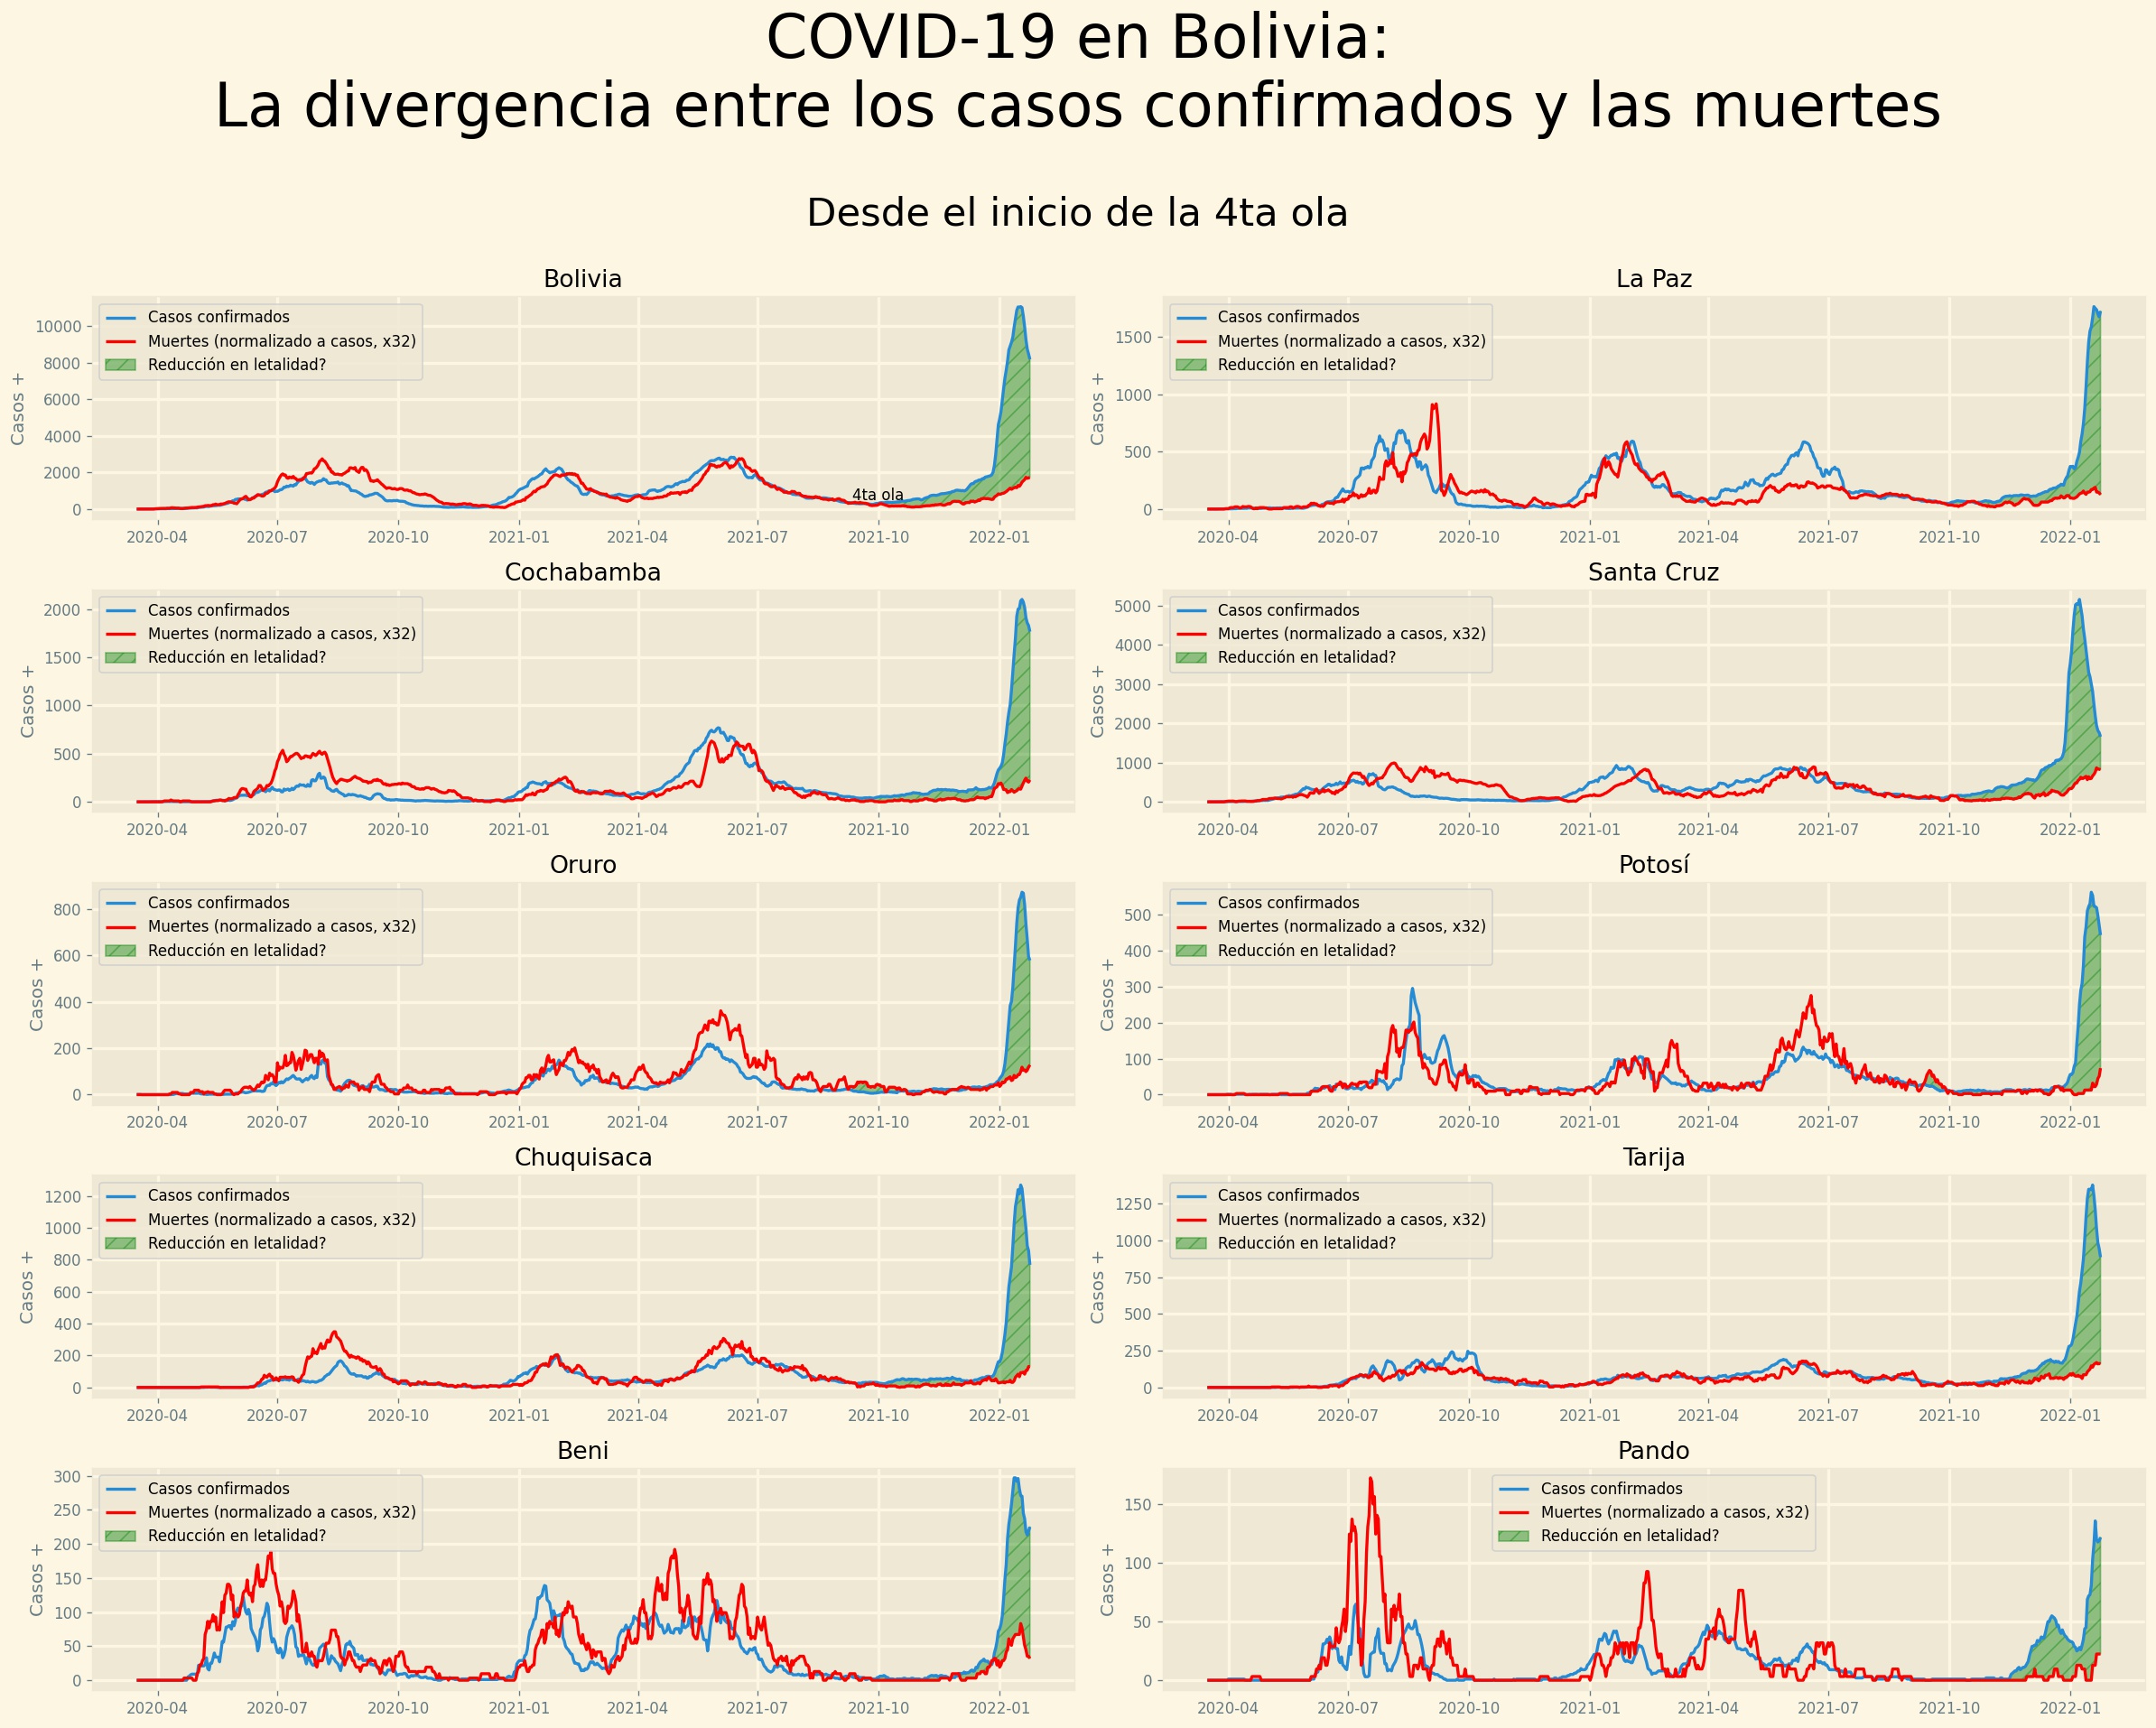 COVID-19 en Bolivia:
La divergencia entre los casos confirmados y las muertes
Desde el inicio de la 4ta ola
Bolivia
Casos confirmados
Muertes (normalizado a casos, x32)
Reducción en letalidad?
Casos +
10000
8000
6000
4000
2000
0
4ta ola
2020-04 2020-07 2020-10 2021-01 2021-04 2021-07 2021-10 2022-01
La Paz
Casos confirmados
Muertes (normalizado a casos, x32)
Reducción en letalidad?
Casos +
1500
1000
500
0
2020-04 2020-07 2020-10 2021-01 2021-04 2021-07 2021-10 2022-01
Cochabamba
Casos confirmados
Muertes (normalizado a casos, x32)
Reducción en letalidad?
Casos +
2000
1500
1000
500
0
2020-04 2020-07 2020-10 2021-01 2021-04 2021-07 2021-10 2022-01
Santa Cruz
Casos confirmados
Muertes (normalizado a casos, x32)
Reducción en letalidad?
Casos +
5000
4000
3000
2000
1000
0
2020-04 2020-07 2020-10 2021-01 2021-04 2021-07 2021-10 2022-01
Oruro
Casos confirmados
Muertes (normalizado a casos, x32)
Reducción en letalidad?
Casos +
800
600
400
200
0
2020-04 2020-07 2020-10 2021-01 2021-04 2021-07 2021-10 2022-01
Potosí
Casos confirmados
Muertes (normalizado a casos, x32)
Reducción en letalidad?
Casos +
500
400
300
200
100
0
2020-04 2020-07 2020-10 2021-01 2021-04 2021-07 2021-10 2022-01
Chuquisaca
Casos confirmados
Muertes (normalizado a casos, x32)
Reducción en letalidad?
Casos +
1200
1000
800
600
400
200
0
2020-04 2020-07 2020-10 2021-01 2021-04 2021-07 2021-10 2022-01
Tarija
Casos confirmados
Muertes (normalizado a casos, x32)
Reducción en letalidad?
Casos +
1250
1000
750
500
250
0
2020-04 2020-07 2020-10 2021-01 2021-04 2021-07 2021-10 2022-01
Beni
Casos confirmados
Muertes (normalizado a casos, x32)
Reducción en letalidad?
Casos +
300
250
200
150
100
50
0
2020-04 2020-07 2020-10 2021-01 2021-04 2021-07 2021-10 2022-01
Pando
Casos confirmados
Muertes (normalizado a casos, x32)
Reducción en letalidad?
Casos +
150
100
50
0
2020-04 2020-07 2020-10 2021-01 2021-04 2021-07 2021-10 2022-01